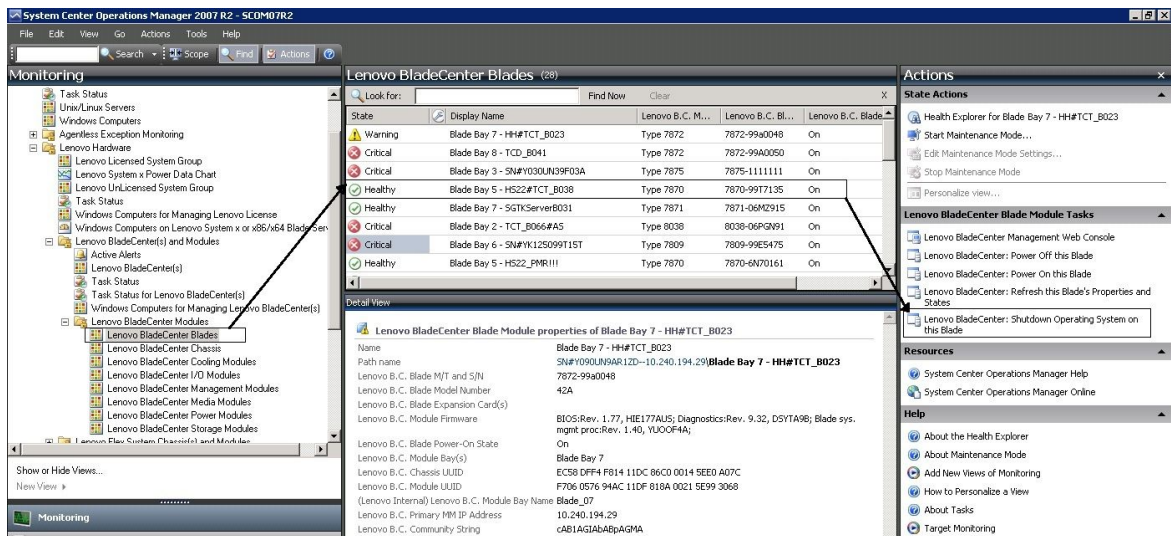 System Center Operations Manager 2007 R2 - SCOM07R2
File Edit View Go Actions Tools Help
Search Scope Find Actions
Monitoring
Task Status
Unix/Linux Servers
Windows Computers
Agentless Exception Monitoring
Lenovo Hardware
Lenovo Licensed System Group
Lenovo System x Power Data Chart
Lenovo UnLicensed System Group
Task Status
Windows Computers for Managing Lenovo License
Windows Computers on Lenovo System x or x86/x64 Blade Serv
Lenovo BladeCenter(s) and Modules
Active Alerts
Lenovo BladeCenter(s)
Task Status
Task Status for Lenovo BladeCenter(s)
Windows Computers for Managing Lenovo BladeCenter(s)
Lenovo BladeCenter Modules
Lenovo BladeCenter Blades
Lenovo BladeCenter Chassis
Lenovo BladeCenter Cooling Modules
Lenovo BladeCenter I/O Modules
Lenovo BladeCenter Management Modules
Lenovo BladeCenter Media Modules
Lenovo BladeCenter Power Modules
Lenovo BladeCenter Storage Modules
Lenovo Flex System Chassis(s) and Modules
Show or Hide Views...
New View
Monitoring
Lenovo BladeCenter Blades (28)
Look for: Find Now Clear X
State Display Name Lenovo B.C. M... Lenovo B.C. Bl... Lenovo B.C. Blade
Warning Blade Bay 7 - HH#TCT_B023 Type 7872 7872-99a0048 On
Critical Blade Bay 8 - TCD_B041 Type 7872 7872-99A0050 On
Critical Blade Bay 3 - SN#Y030UN39F03A Type 7875 7875-1111111 On
Healthy Blade Bay 5 - HS22#TCT_B038 Type 7870 7870-99T7135 On
Healthy Blade Bay 7 - SGTKServerB031 Type 7871 7871-06MZ915 On
Critical Blade Bay 2 - TCT_B066#AS Type 8038 8038-06PGN91 On
Critical Blade Bay 6 - SN#YK125099T15T Type 7809 7809-99E5475 On
Healthy Blade Bay 5 - HS22_PMR!!! Type 7870 7870-6N70161 On
Detail View
Lenovo BladeCenter Blade Module properties of Blade Bay 7 - HH#TCT_B023
Name Blade Bay 7 - HH#TCT_B023
Path name SN#Y090UN9AR1ZD--10.240.194.29\Blade Bay 7 - HH#TCT_B023
Lenovo B.C. Blade M/T and S/N 7872-99a0048
Lenovo B.C. Blade Model Number 42A
Lenovo B.C. Blade Expansion Card(s)
Lenovo B.C. Module Firmware BIOS:Rev. 1.77, HIE177AUS; Diagnostics:Rev. 9.32, DSYTA9B; Blade sys.
mgmt proc:Rev. 1.40, YUOOF4A;
Lenovo B.C. Blade Power-On State On
Lenovo B.C. Module Bay(s) Blade Bay 7
Lenovo B.C. Chassis UUID EC58 DFF4 F814 11DC 86C0 0014 5EE0 A07C
Lenovo B.C. Module UUID F706 0576 94AC 11DF 818A 0021 5E99 3068
(Lenovo Internal) Lenovo B.C. Module Bay Name Blade_07
Lenovo B.C. Primary MM IP Address 10.240.194.29
Lenovo B.C. Community String cAB1AGIAbABpAGMA
Actions x
State Actions
Health Explorer for Blade Bay 7 - HH#TCT_B023
Start Maintenance Mode...
Edit Maintenance Mode Settings...
Stop Maintenance Mode
Personalize view...
Lenovo BladeCenter Blade Module Tasks
Lenovo BladeCenter Management Web Console
Lenovo BladeCenter: Power Off this Blade
Lenovo BladeCenter: Power On this Blade
Lenovo BladeCenter: Refresh this Blade's Properties and
States
Lenovo BladeCenter: Shutdown Operating System on
this Blade
Resources
System Center Operations Manager Help
System Center Operations Manager Online
Help
About the Health Explorer
About Maintenance Mode
Add New Views of Monitoring
How to Personalize a View
About Tasks
Target Monitoring